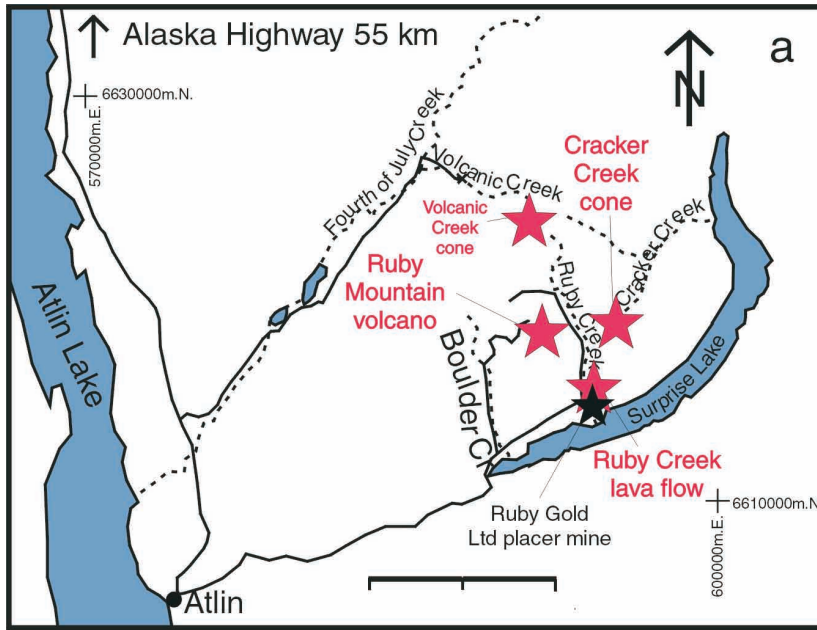 Alaska Highway 55 km
a
N
6630000m.N.
570000m.E.
Fourth of July Creek
Volcanic Creek
Cracker
Creek
cone
Volcanic
Creek
cone
Cracker Creek
Ruby Creek
Ruby
Mountain
volcano
Atlin Lake
Boulder C
Surprise Lake
Ruby Creek
lava flow
Ruby Gold
Ltd placer mine
6610000m.N
600000m.E.
Atlin